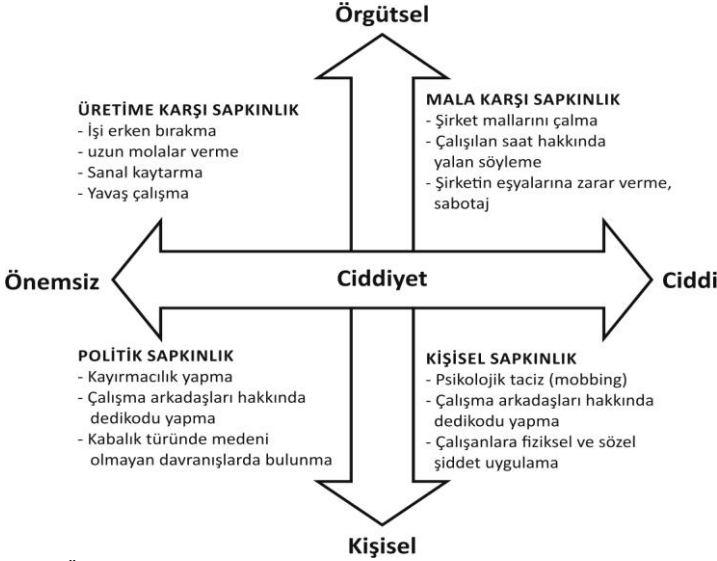 Örgütsel
ÜRETİME KARŞI SAPKINLIK
- İşi erken bırakma
- uzun molalar verme
- Sanal kaytarma
- Yavaş çalışma
MALA KARŞI SAPKINLIK
- Şirket mallarını çalma
- Çalışılan saat hakkında
yalan söyleme
- Şirketin eşyalarına zarar verme,
sabotaj
Önemsiz
Ciddiyet
Ciddi
POLİTİK SAPKINLIK
- Kayırmacılık yapma
- Çalışma arkadaşları hakkında
dedikodu yapma
- Kabalık türünde medeni
olmayan davranışlarda bulunma
KİŞİSEL SAPKINLIK
- Psikolojik taciz (mobbing)
- Çalışma arkadaşları hakkında
dedikodu yapma
- Çalışanlara fiziksel ve sözel
şiddet uygulama
Kişisel